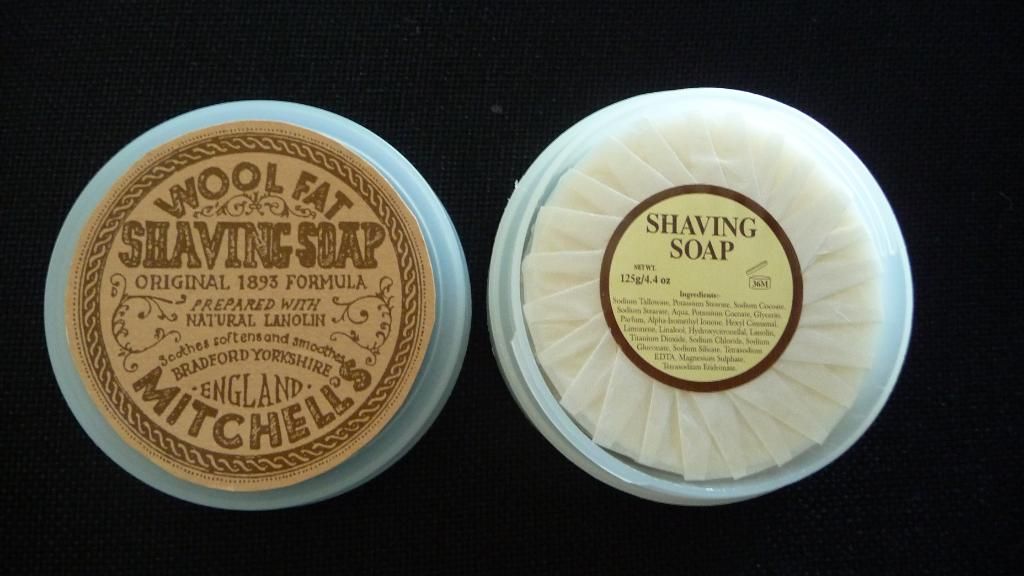 WOOL FAT
SHAVING SOAP
ORIGINAL 1893 FORMULA
PREPARED WITH
NATURAL LANOLIN
Soothes softens and smoothes
BRADFORD YORKSHIRE
·ENGLAND·
MITCHELL'S
SHAVING
SOAP
NET WT.
125g/4.4 oz
36M
Ingredients:-
Sodium Tallowate, Potassium Stearate, Sodium Cocoate,
Sodium Stearate, Aqua, Potassium Cocoate, Glycerin,
Parfum, Alpha-Isomethyl Ionone, Hexyl Cinnamal,
Limonene, Linalool, Hydroxycitronellal, Lanolin,
Titanium Dioxide, Sodium Chloride, Sodium
Gluconate, Sodium Silicate, Tetrasodium
EDTA, Magnesium Sulphate,
Tetrasodium Etidronate.